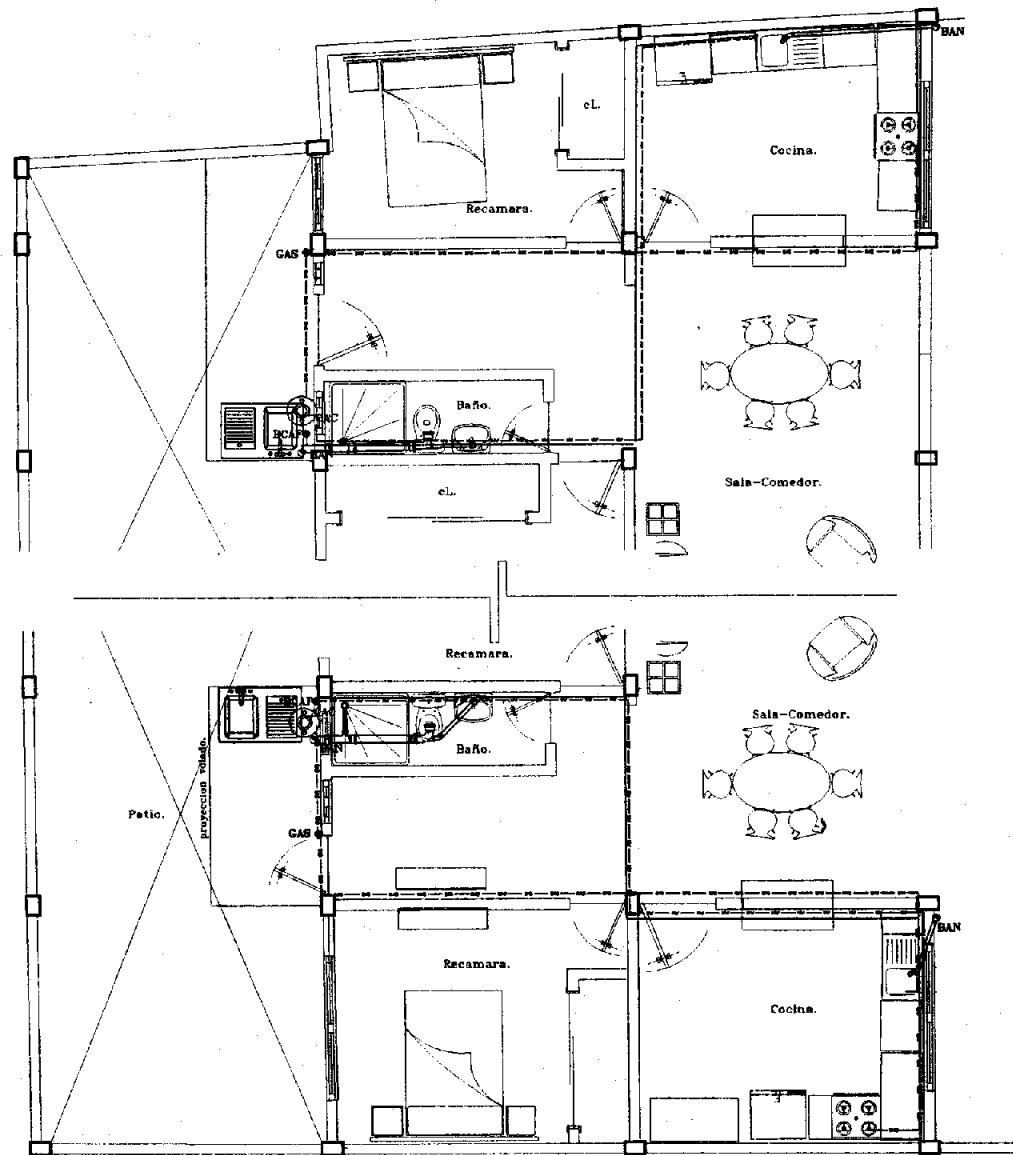 BAN
cL.
Cocina.
Recamara.
GAS
Baño.
BCAF
cL.
Sala-Comedor.
Recamara.
Sala-Comedor.
BAN
Baño.
proyeccion volado.
Patio.
GAS
BAN
Recamara.
Cocina.